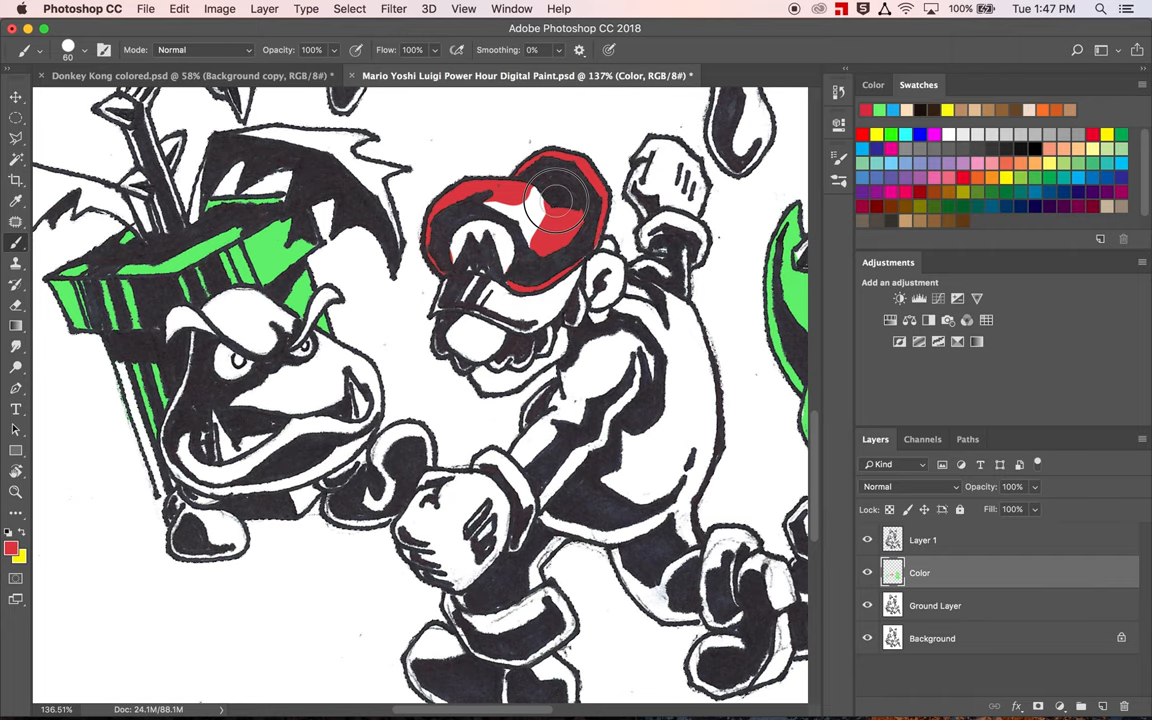 Photoshop CC File Edit Image Layer Type Select Filter 3D View Window Help 100% Tue 1:47 PM
Adobe Photoshop CC 2018
60 Mode: Normal Opacity: 100% Flow: 100% Smoothing: 0%
Donkey Kong colored.psd @ 58% (Background copy, RGB/8#) *
Mario Yoshi Luigi Power Hour Digital Paint.psd @ 137% (Color, RGB/8#) *
M
T
136.51% Doc: 24.1M/88.1M
Color Swatches
Adjustments
Add an adjustment
Layers Channels Paths
Kind
Normal Opacity: 100%
Lock: Fill: 100%
Layer 1
Color
Ground Layer
Background
fx